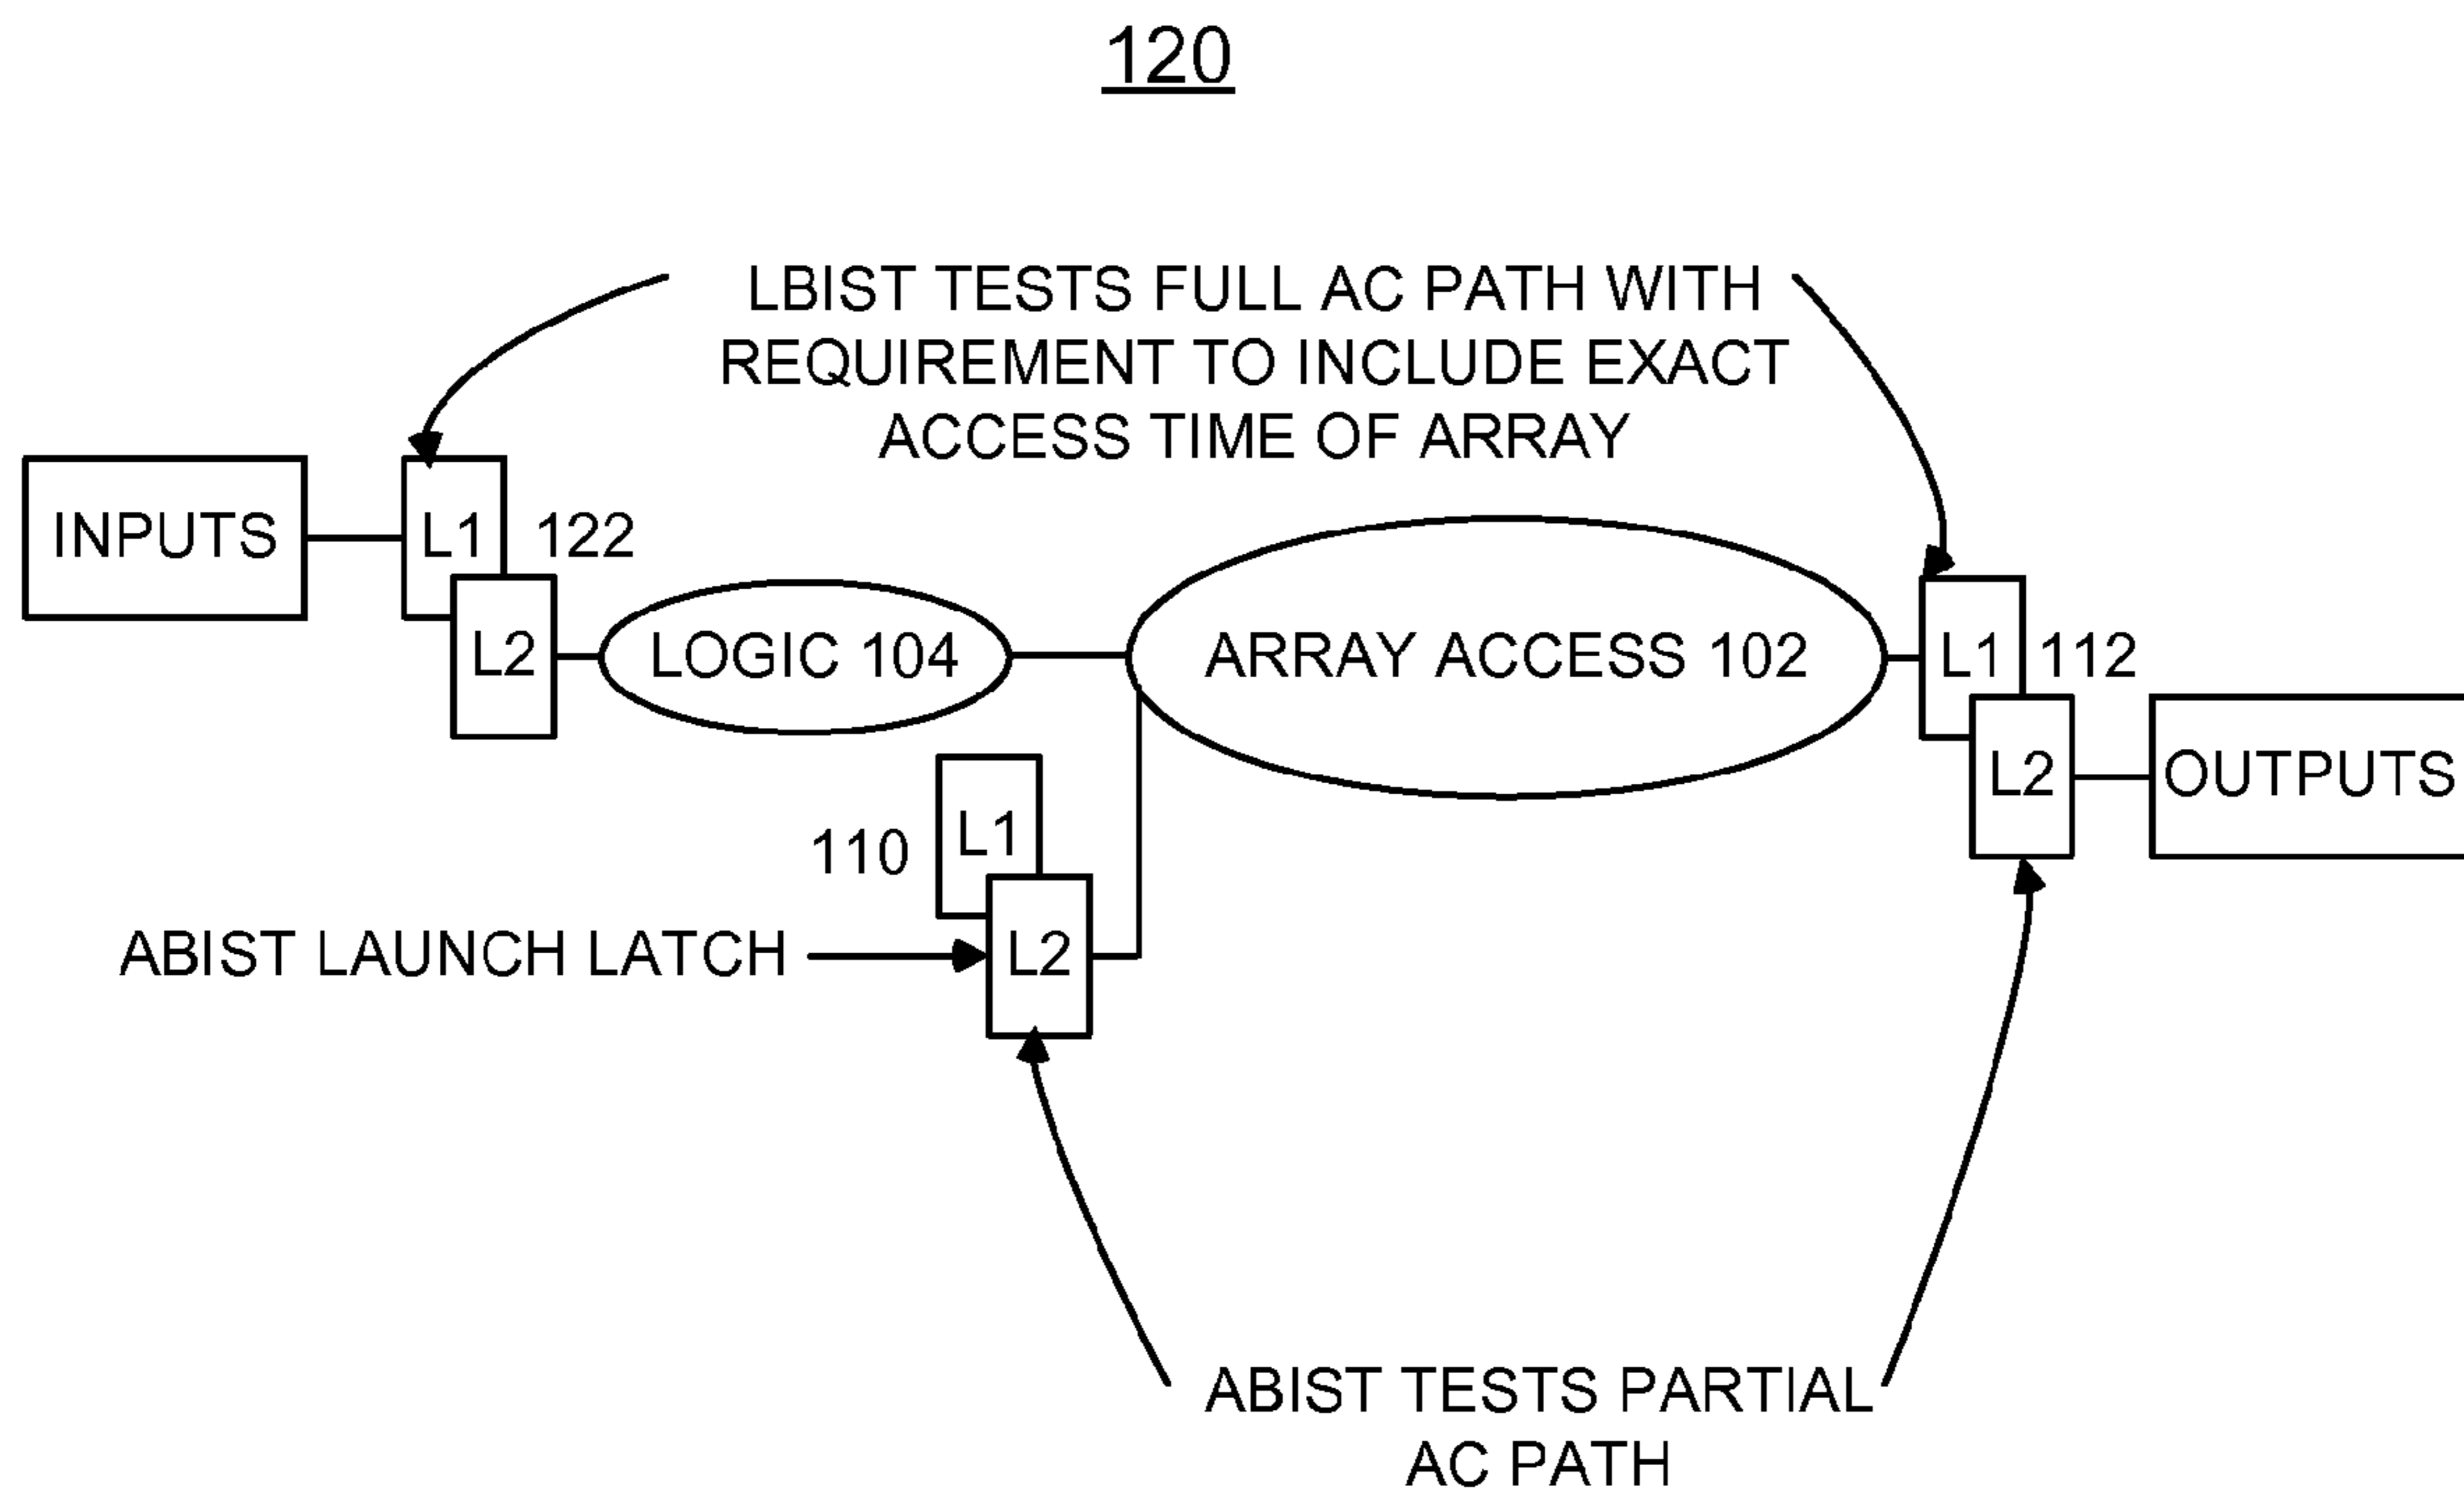 120
LBIST TESTS FULL AC PATH WITH
REQUIREMENT TO INCLUDE EXACT
ACCESS TIME OF ARRAY
INPUTS
L1
122
L2
LOGIC 104
ARRAY ACCESS 102
L1
112
L2
OUTPUTS
110
L1
L2
ABIST LAUNCH LATCH
ABIST TESTS PARTIAL
AC PATH